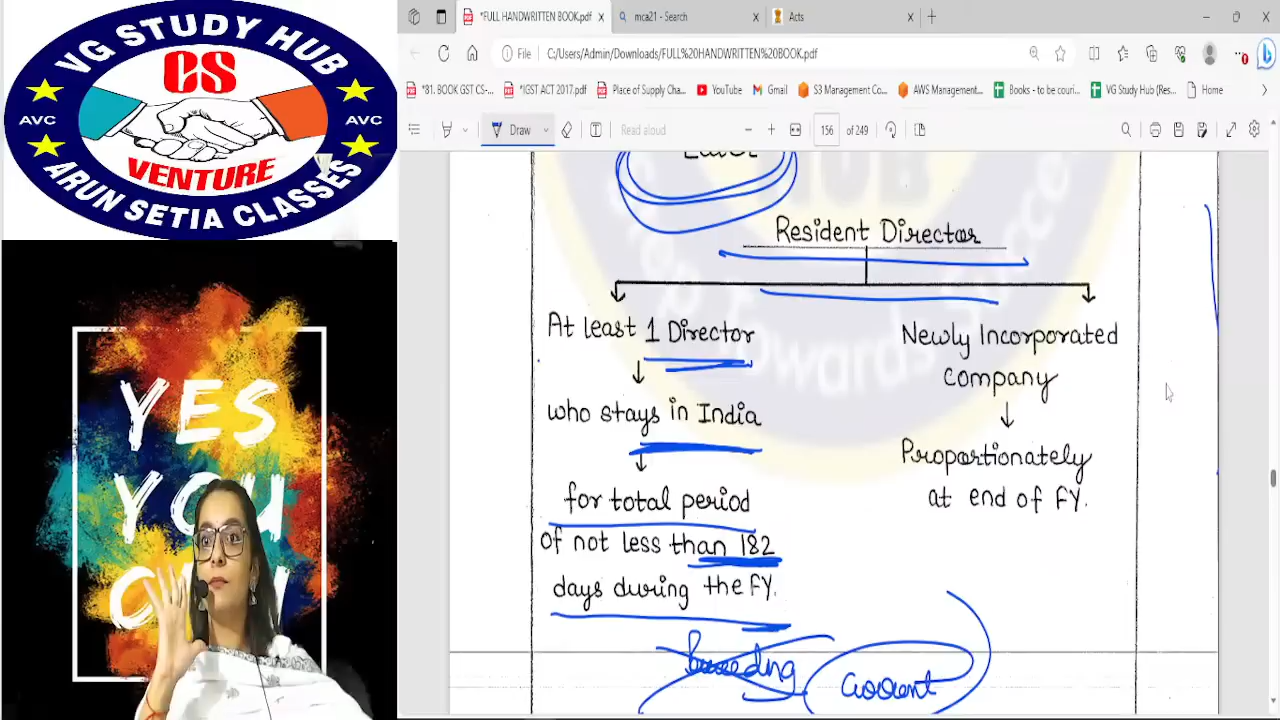 VG STUDY HUB
CS
AVC
AVC
VENTURE
ARUN SETIA CLASSES
YES
YOU
*FULL HANDWRITTEN BOOK.pdf
mca21 - Search
Acts
File
C:/Users/Admin/Downloads/FULL%20HANDWRITTEN%20BOOK.pdf
*81. BOOK GST CS-...
*IGST ACT 2017.pdf
Place of Supply Cha...
YouTube
Gmail
S3 Management Co...
AWS Management...
Books - to be couri...
VG Study Hub (Res...
Home
Draw
Read aloud
156
of 249
Resident Director
At least 1 Director
who stays in India
for total period
of not less than 182
days during the FY.
Newly Incorporated
Company
Proportionately
at end of FY.
current